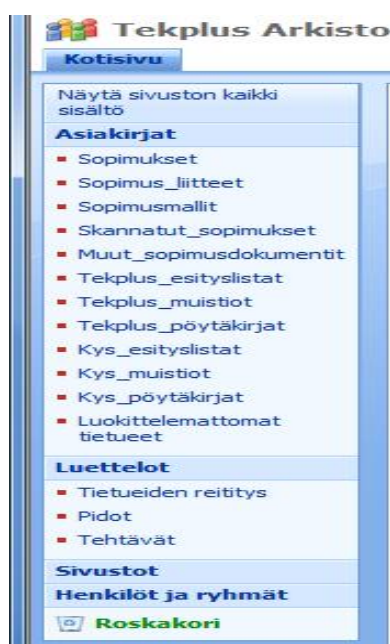 Tekplus Arkisto
Kotisivu
Näytä sivuston kaikki
sisältö
Asiakirjat
Sopimukset
Sopimus_liitteet
Sopimusmallit
Skannatut_sopimukset
Muut_sopimusdokumentit
Tekplus_esityslistat
Tekplus_muistiot
Tekplus_pöytäkirjat
Kys_esityslistat
Kys_muistiot
Kys_pöytäkirjat
Luokittelemattomat
tietueet
Luettelot
Tietueiden reititys
Pidot
Tehtävät
Sivustot
Henkilöt ja ryhmät
Roskakori